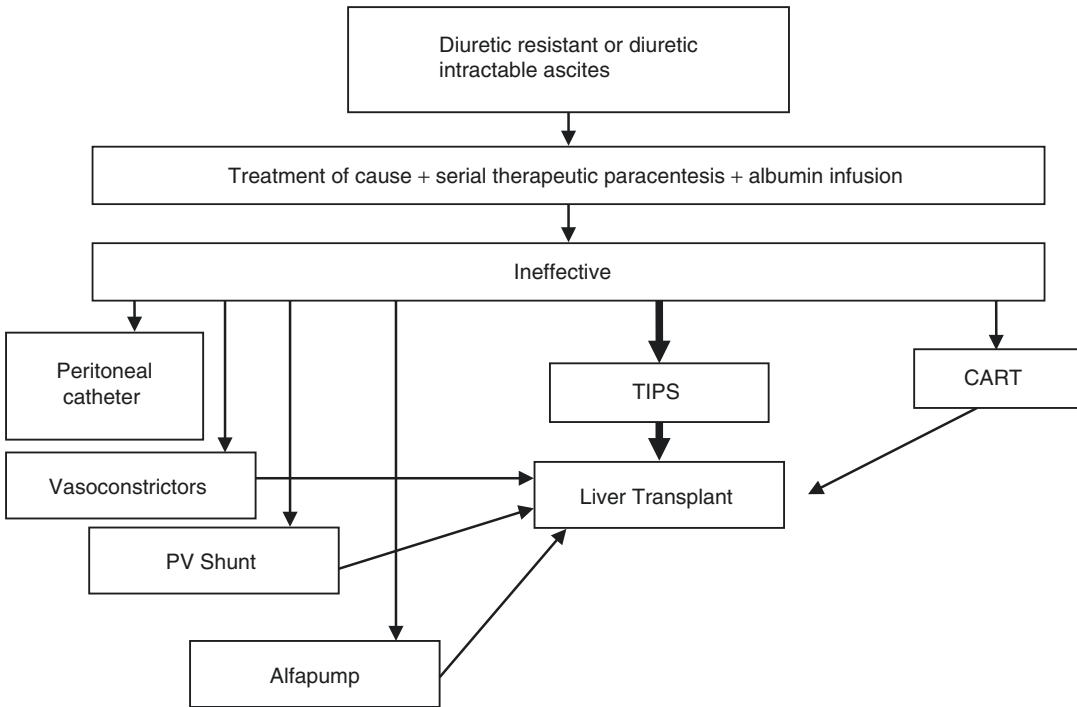 Diuretic resistant or diuretic
intractable ascites
Treatment of cause + serial therapeutic paracentesis + albumin infusion
Ineffective
Peritoneal
catheter
TIPS
CART
Vasoconstrictors
Liver Transplant
PV Shunt
Alfapump